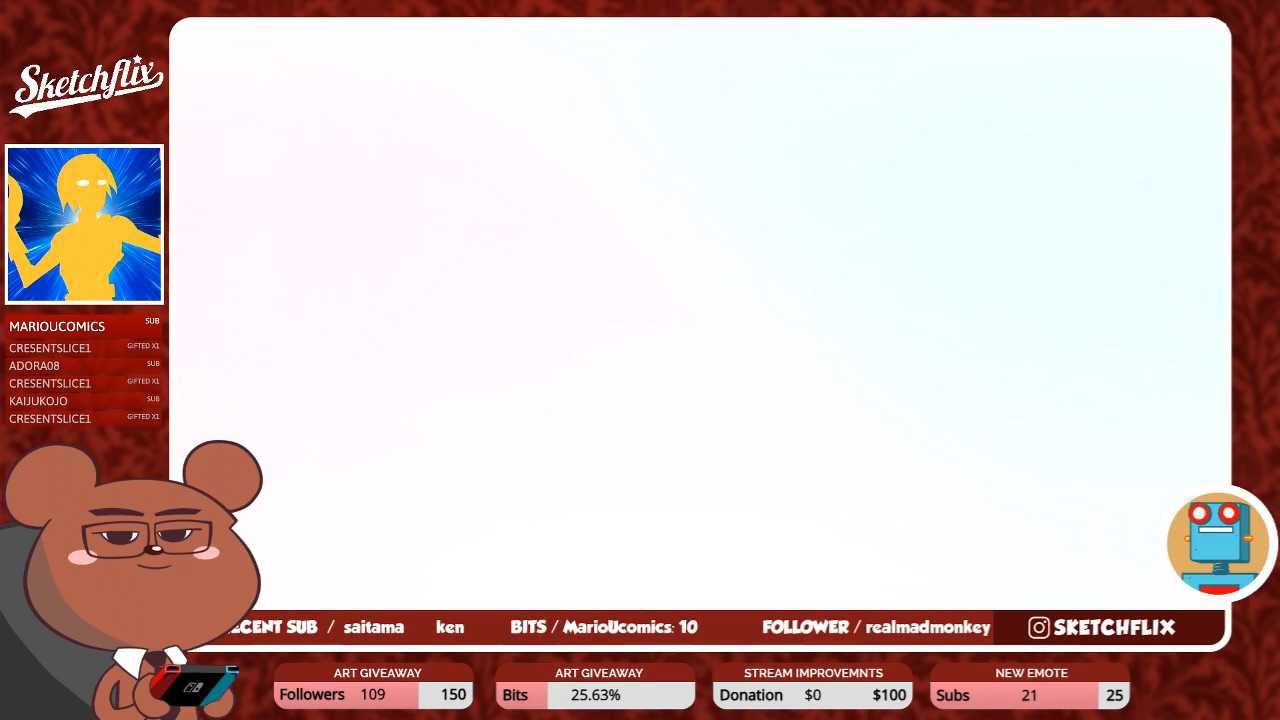 Sketchflix
MARIOUCOMICS SUB
CRESENTSLICE1 GIFTED X1
ADORA08 SUB
CRESENTSLICE1 GIFTED X1
KAIJUKOJO SUB
CRESENTSLICE1 GIFTED X1
ECENT SUB / saitama ken BITS / MarioUcomics: 10 FOLLOWER / realmadmonkey SKETCHFLIX
ART GIVEAWAY ART GIVEAWAY STREAM IMPROVEMNTS NEW EMOTE
Followers 109 150 Bits 25.63% Donation $0 $100 Subs 21 25